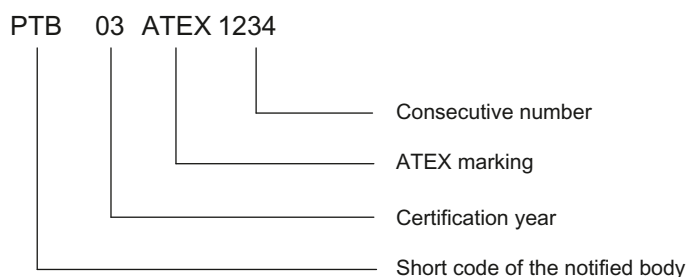 PTB 03 ATEX 1234
Consecutive number
ATEX marking
Certification year
Short code of the notified body